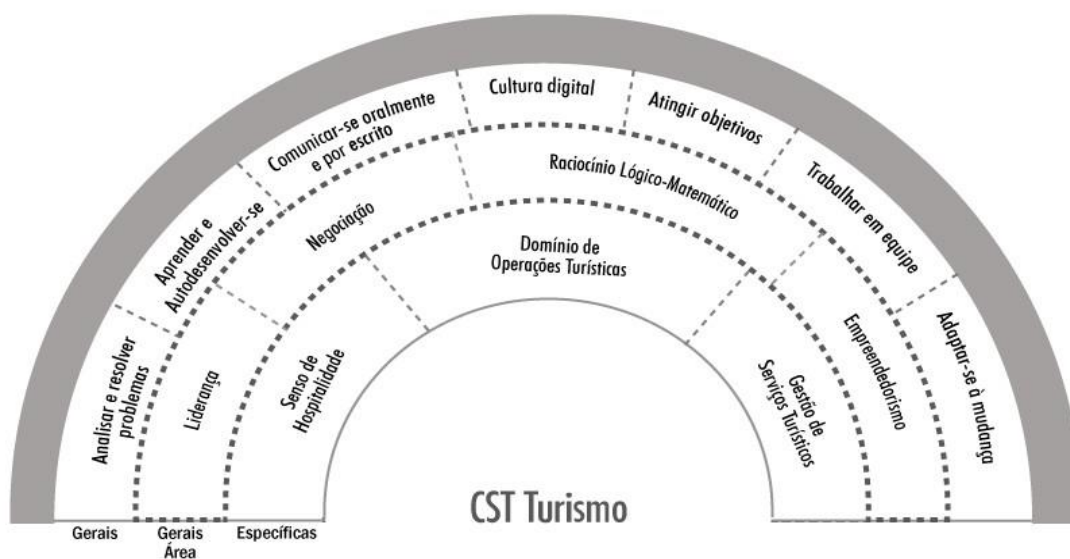 Analisar e resolver
problemas
Aprender e
Autodesenvolver-se
Comunicar-se oralmente
e por escrito
Cultura digital
Atingir objetivos
Trabalhar em equipe
Adaptar-se à mudança
Liderança
Negociação
Raciocínio Lógico-Matemático
Empreendedorismo
Senso de
Hospitalidade
Domínio de
Operações Turísticas
Gestão de
Serviços Turísticos
CST Turismo
Gerais
Gerais
Área
Específicas